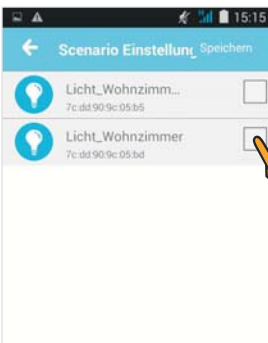 15:15
Scenario Einstellung Speichern
Licht_Wohnzimm...
7c:dd:90:9c:05:b5
Licht_Wohnzimmer
7c:dd:90:9c:05:bd